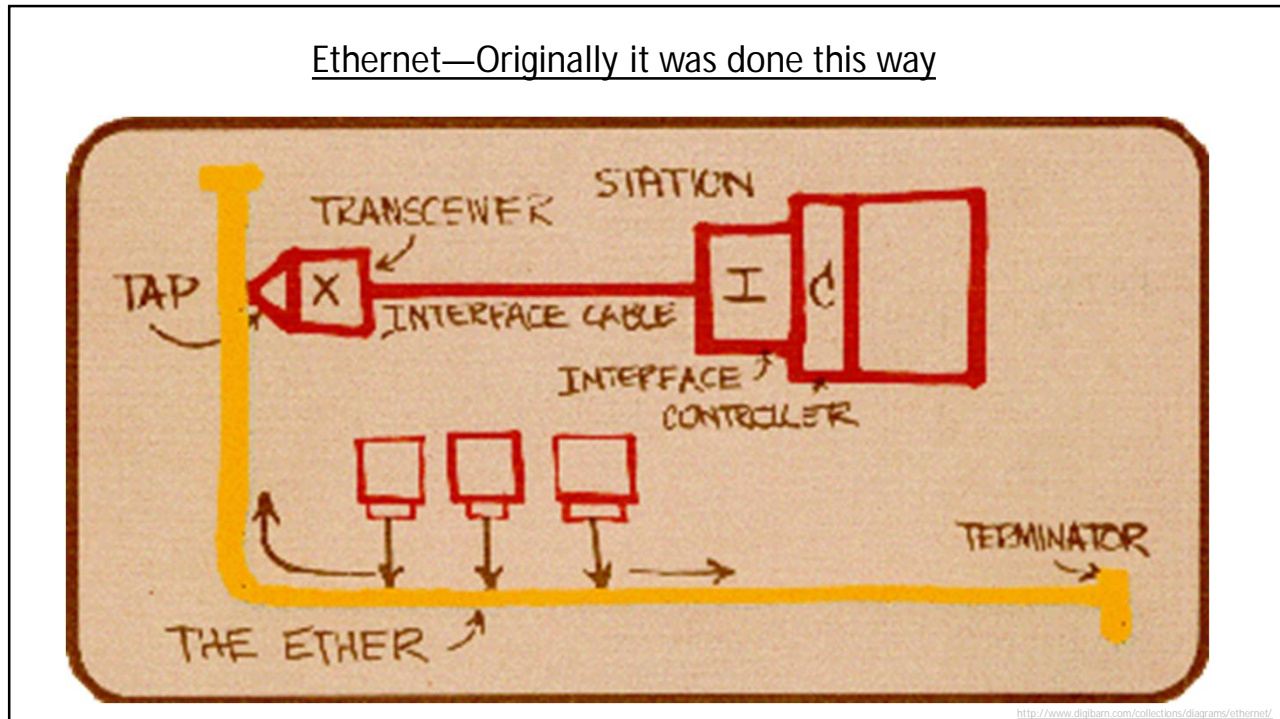 Ethernet—Originally it was done this way
STATION
TRANSCEIVER
TAP
X
I
C
INTERFACE CABLE
INTERFACE
CONTROLLER
TERMINATOR
THE ETHER
http://www.digibarn.com/collections/diagrams/ethernet/